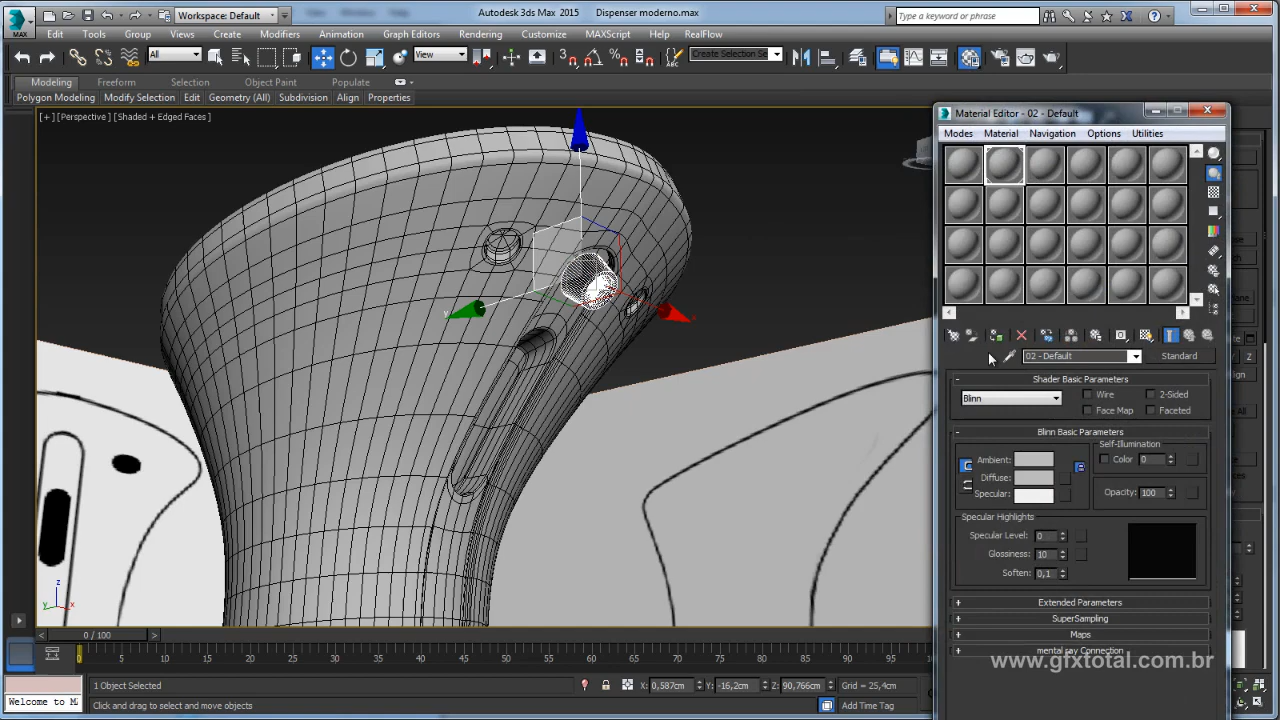 Workspace: Default
Autodesk 3ds Max 2015
Dispenser moderno.max
Type a keyword or phrase
MAX
Edit
Tools
Group
Views
Create
Modifiers
Animation
Graph Editors
Rendering
Customize
MAXScript
Help
RealFlow
All
View
Create Selection Se
Modeling
Freeform
Selection
Object Paint
Populate
Polygon Modeling
Modify Selection
Edit
Geometry (All)
Subdivision
Align
Properties
[+] [Perspective] [Shaded + Edged Faces]
y
z
y
x
Material Editor - 02 - Default
Modes
Material
Navigation
Options
Utilities
02 - Default
Standard
Shader Basic Parameters
Blinn
Wire
2-Sided
Face Map
Faceted
Blinn Basic Parameters
Self-Illumination
Ambient:
Color
0
Diffuse:
Specular:
Opacity:
100
Specular Highlights
Specular Level:
0
Glossiness:
10
Soften:
0,1
Extended Parameters
SuperSampling
Maps
mental ray Connection
www.gfxtotal.com.br
0 / 100
0
5
10
15
20
25
30
35
40
45
50
55
60
65
70
75
80
85
90
95
1 Object Selected
X: 0,587cm
Y: -16,2cm
Z: 90,766cm
Grid = 25,4cm
Welcome to M
Click and drag to select and move objects
Add Time Tag